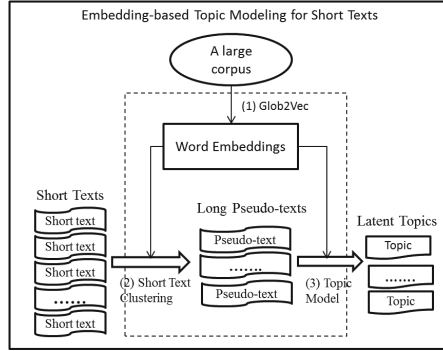 Embedding-based Topic Modeling for Short Texts
A large
corpus
(1) Glob2Vec
Word Embeddings
Short Texts
Short text
Short text
Short text
......
Short text
(2) Short Text
Clustering
Long Pseudo-texts
Pseudo-text
.......
Pseudo-text
(3) Topic
Model
Latent Topics
Topic
.......
Topic